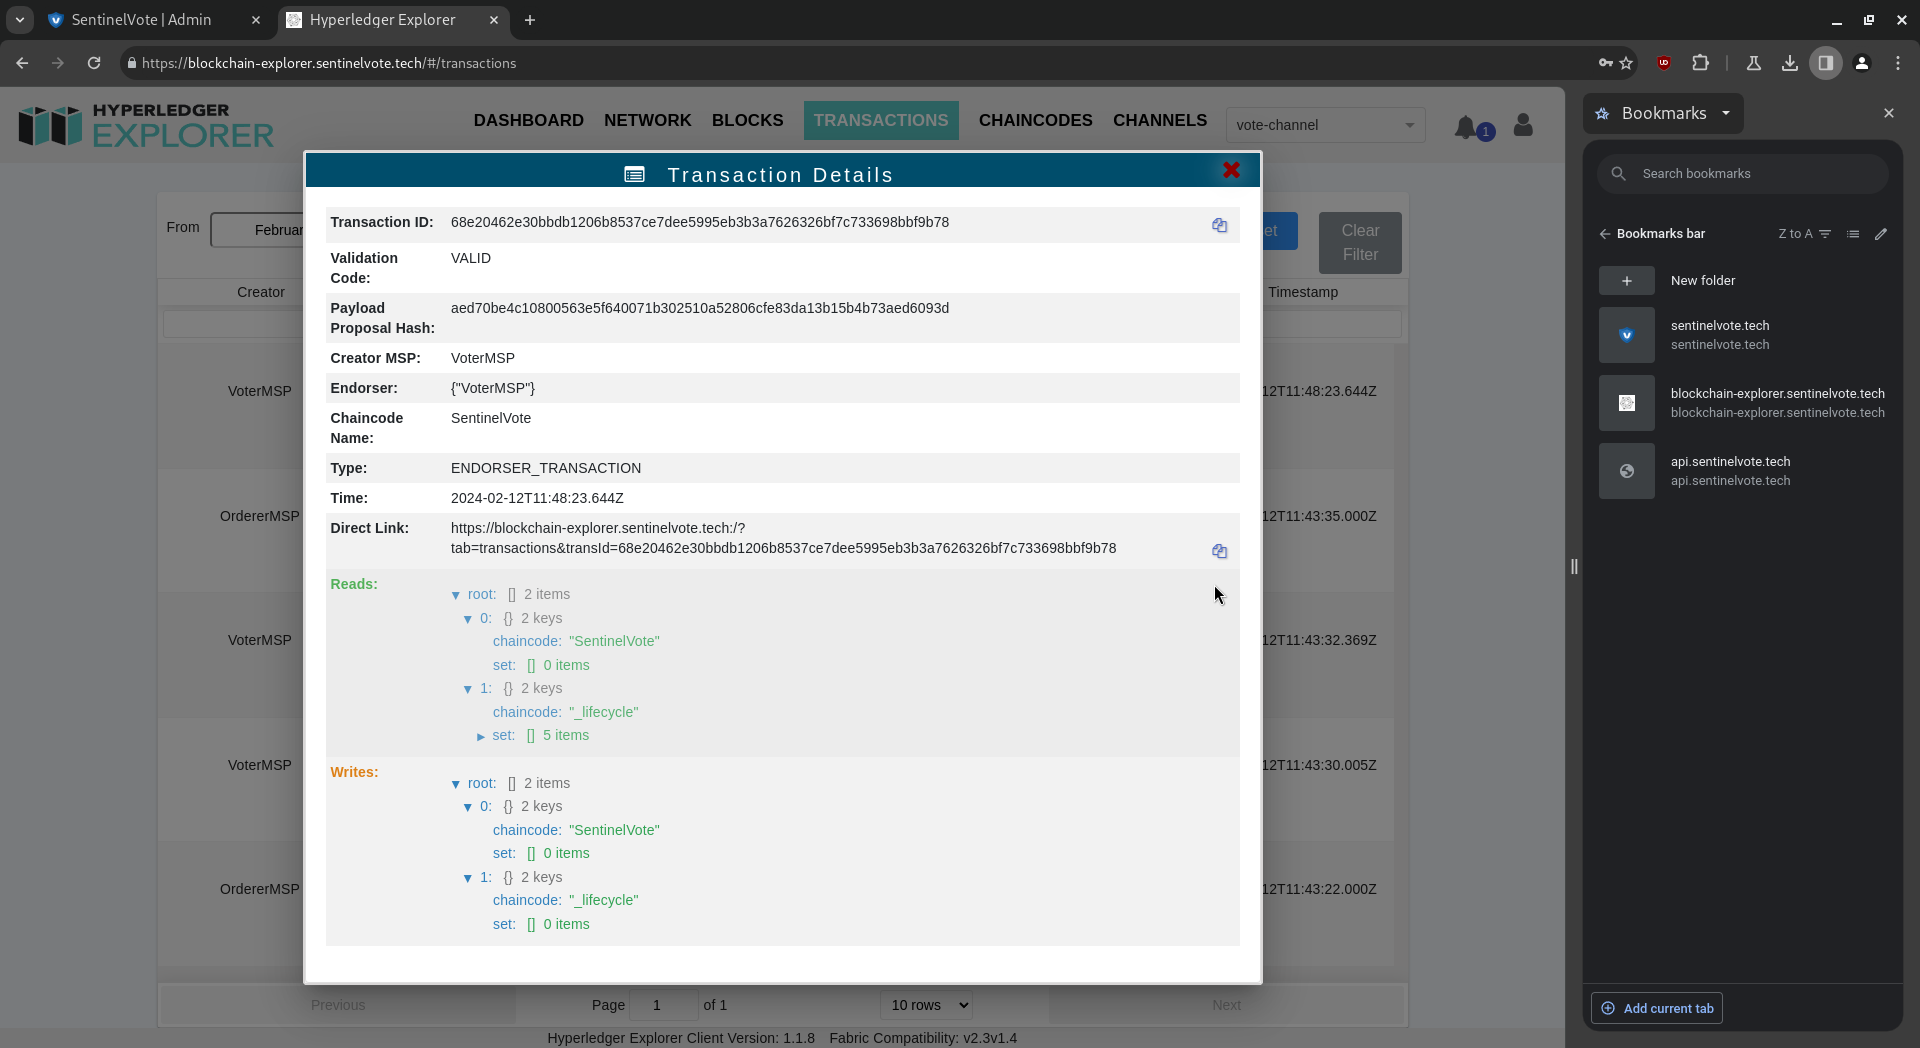 SentinelVote | Admin
Hyperledger Explorer
https://blockchain-explorer.sentinelvote.tech/#/transactions
HYPERLEDGER
EXPLORER
DASHBOARD NETWORK BLOCKS TRANSACTIONS CHAINCODES CHANNELS vote-channel 1
Transaction Details
From Februar
et Clear
Filter
Creator
Timestamp
VoterMSP
12T11:48:23.644Z
OrdererMSP
12T11:43:35.000Z
VoterMSP
12T11:43:32.369Z
VoterMSP
12T11:43:30.005Z
OrdererMSP
12T11:43:22.000Z
Transaction ID: 68e20462e30bbdb1206b8537ce7dee5995eb3b3a7626326bf7c733698bbf9b78
Validation
Code: VALID
Payload
Proposal Hash: aed70be4c10800563e5f640071b302510a52806cfe83da13b15b4b73aed6093d
Creator MSP: VoterMSP
Endorser: {"VoterMSP"}
Chaincode
Name: SentinelVote
Type: ENDORSER_TRANSACTION
Time: 2024-02-12T11:48:23.644Z
Direct Link: https://blockchain-explorer.sentinelvote.tech:/?
tab=transactions&transId=68e20462e30bbdb1206b8537ce7dee5995eb3b3a7626326bf7c733698bbf9b78
Reads:
root: [] 2 items
0: {} 2 keys
chaincode: "SentinelVote"
set: [] 0 items
1: {} 2 keys
chaincode: "_lifecycle"
set: [] 5 items
Writes:
root: [] 2 items
0: {} 2 keys
chaincode: "SentinelVote"
set: [] 0 items
1: {} 2 keys
chaincode: "_lifecycle"
set: [] 0 items
Previous Page 1 of 1 10 rows Next
Hyperledger Explorer Client Version: 1.1.8 Fabric Compatibility: v2.3v1.4
Bookmarks
Search bookmarks
Bookmarks bar Z to A
New folder
sentinelvote.tech
sentinelvote.tech
blockchain-explorer.sentinelvote.tech
blockchain-explorer.sentinelvote.tech
api.sentinelvote.tech
api.sentinelvote.tech
Add current tab